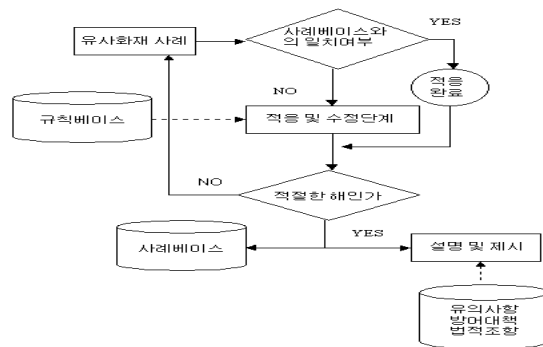 유사화재 사례
사례베이스와
의 일치여부
YES
적응
완료
NO
규칙베이스
적응 및 수정단계
NO
적절한 해인가
사례베이스
YES
설명 및 제시
유의사항
방어대책
법적조항